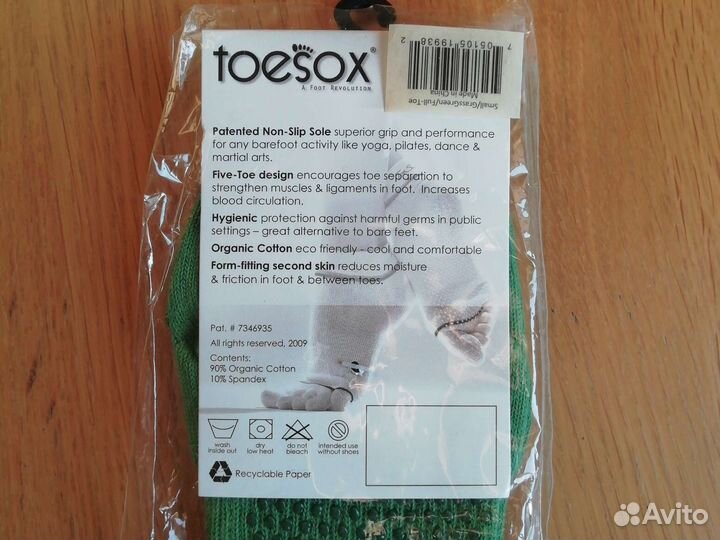 toesox®
A FOOT REVOLUTION.
7 05105 19938 2
Small/GrassGreen/Full-Toe
Made in China
Patented Non-Slip Sole superior grip and performance
for any barefoot activity like yoga, pilates, dance &
martial arts.
Five-Toe design encourages toe separation to
strengthen muscles & ligaments in foot. Increases
blood circulation.
Hygienic protection against harmful germs in public
settings – great alternative to bare feet.
Organic Cotton eco friendly - cool and comfortable
Form-fitting second skin reduces moisture
& friction in foot & between toes.
Pat. # 7346935
All rights reserved, 2009
Contents:
90% Organic Cotton
10% Spandex
wash
inside out
dry
low heat
do not
bleach
intended use
without shoes
Recyclable Paper
Avito